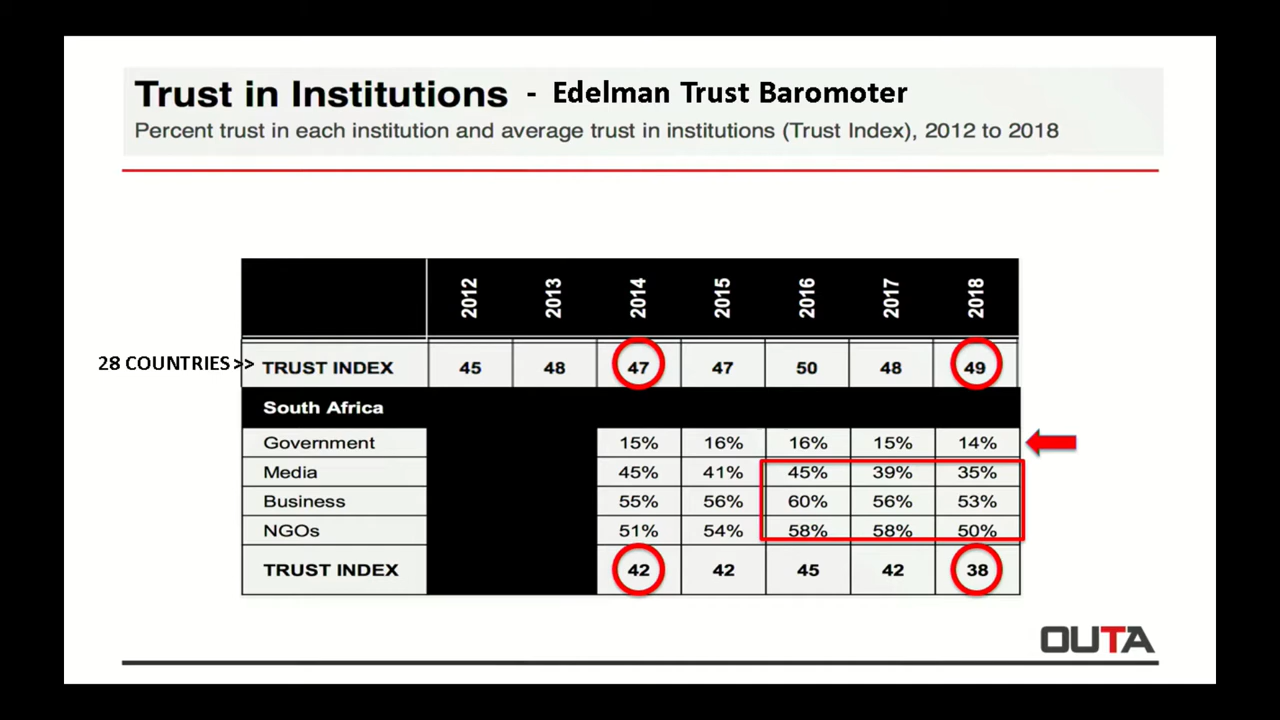 Trust in Institutions - Edelman Trust Baromoter
Percent trust in each institution and average trust in institutions (Trust Index), 2012 to 2018
2012 2013 2014 2015 2016 2017 2018
28 COUNTRIES >> TRUST INDEX 45 48 47 47 50 48 49
South Africa
Government 15% 16% 16% 15% 14%
Media 45% 41% 45% 39% 35%
Business 55% 56% 60% 56% 53%
NGOs 51% 54% 58% 58% 50%
TRUST INDEX 42 42 45 42 38
OUTA